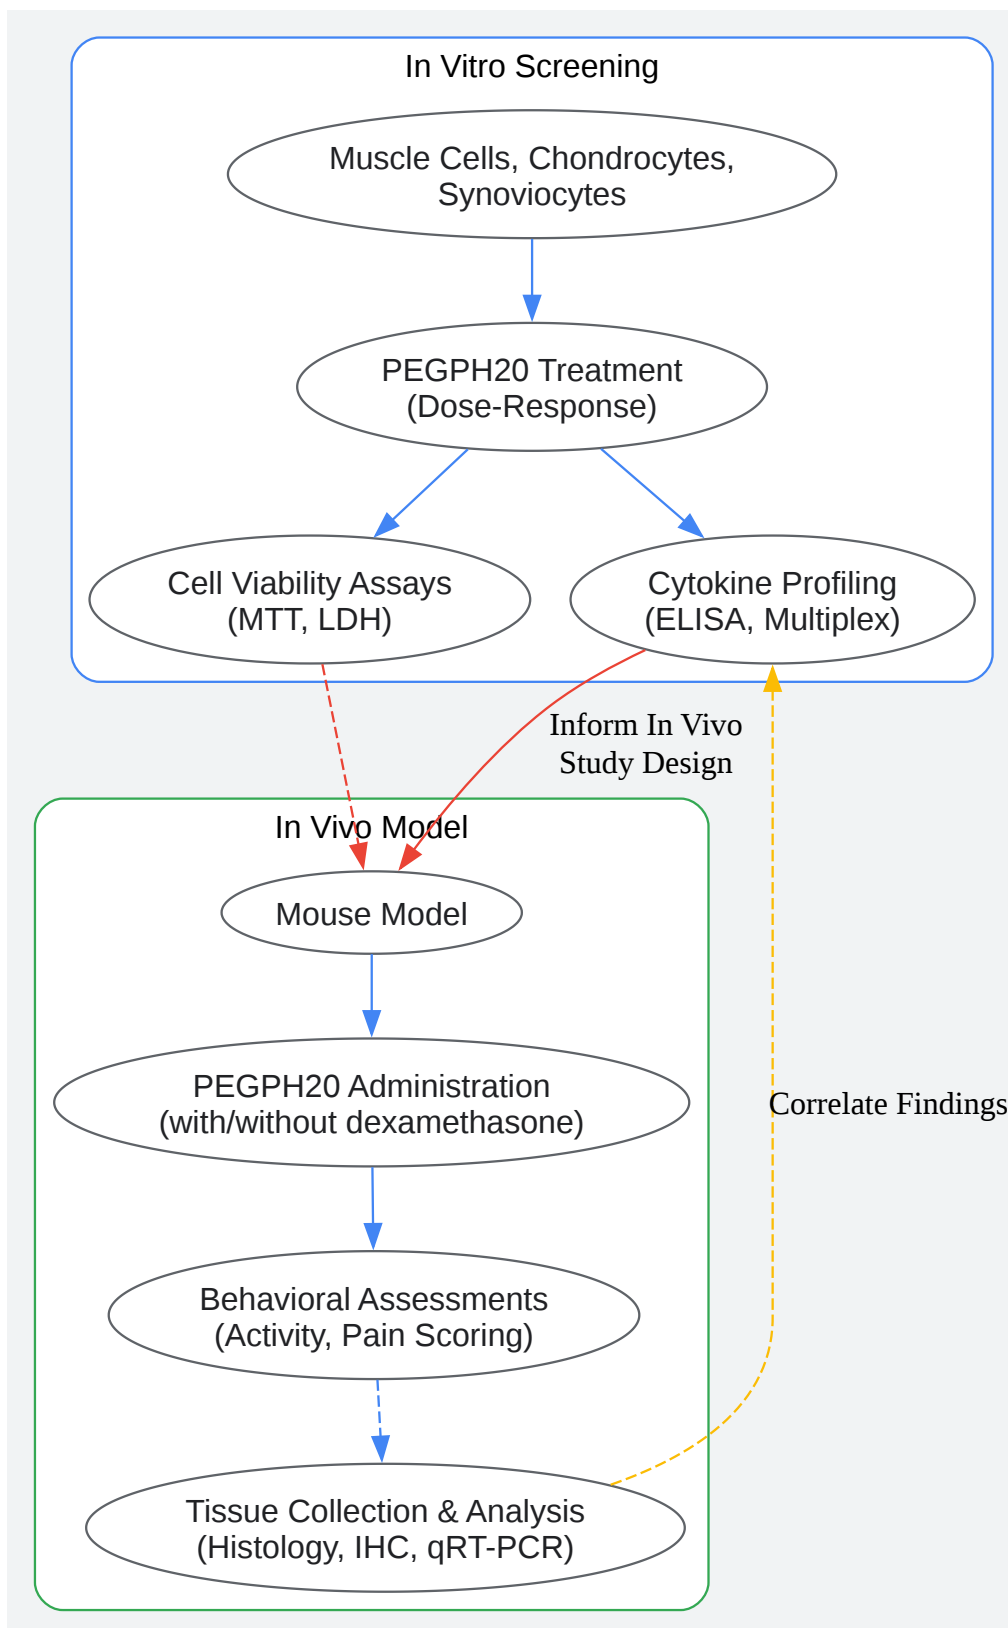 In Vitro Screening
Muscle Cells, Chondrocytes,
Synoviocytes
PEGPH20 Treatment
(Dose-Response)
Cell Viability Assays
(MTT, LDH)
Cytokine Profiling
(ELISA, Multiplex)
Inform In Vivo
Study Design
In Vivo Model
Mouse Model
PEGPH20 Administration
(with/without dexamethasone)
Correlate Findings
Behavioral Assessments
(Activity, Pain Scoring)
Tissue Collection & Analysis
(Histology, IHC, qRT-PCR)